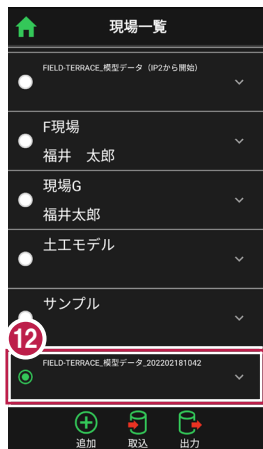 現場一覧
FIELD-TERRACE_模型データ（IP2から開始）
F現場
福井　太郎
現場G
福井太郎
土工モデル
サンプル
12
FIELD-TERRACE_模型データ_202202181042
追加
取込
出力